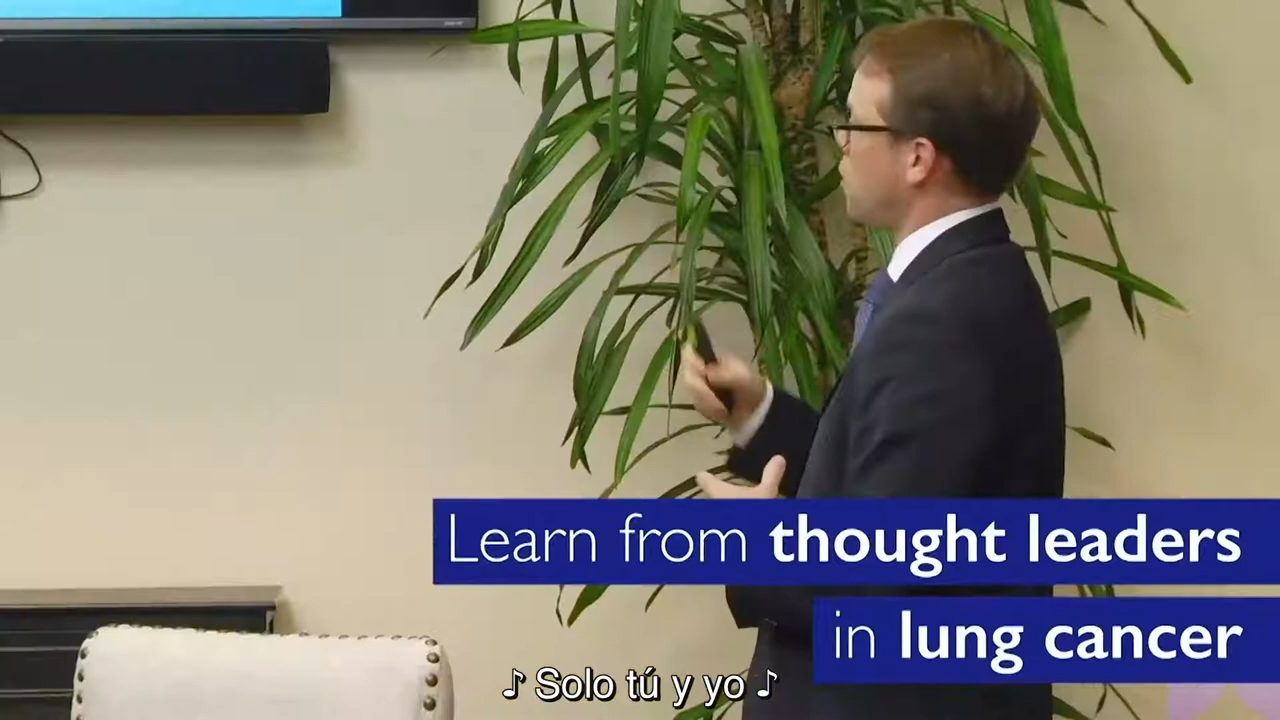 Learn from thought leaders
in lung cancer
♪ Solo tú y yo ♪